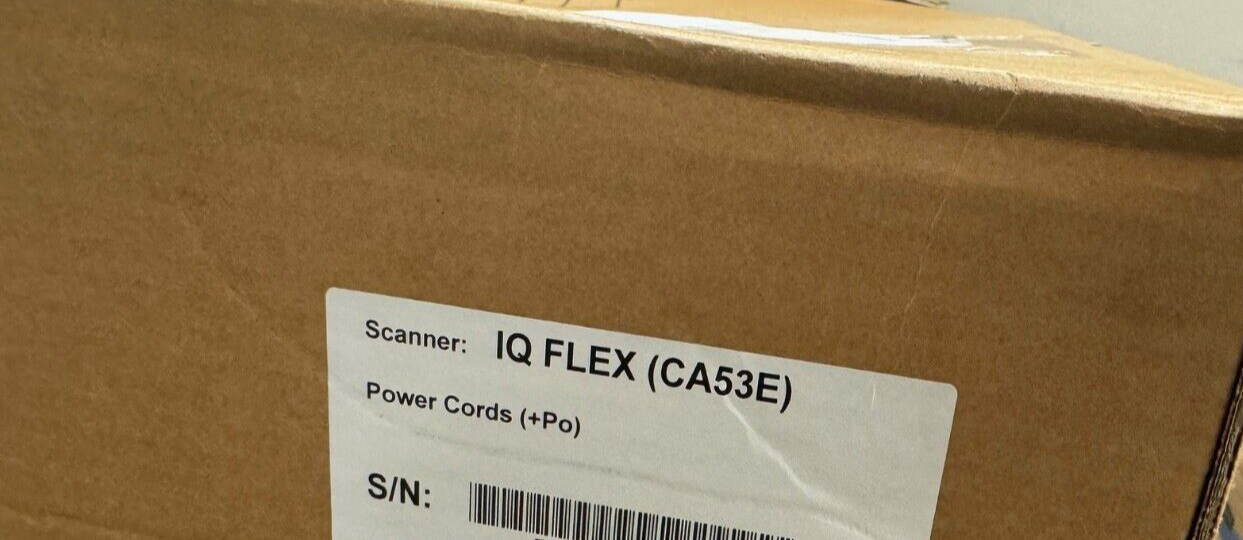 Scanner: IQ FLEX (CA53E)
Power Cords (+Po)
S/N: